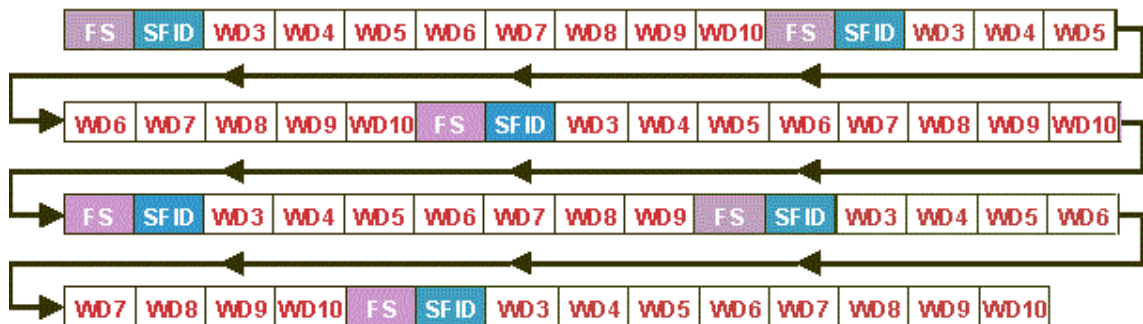 FS SFID WD3 WD4 WD5 WD6 WD7 WD8 WD9 WD10 FS SFID WD3 WD4 WD5
WD6 WD7 WD8 WD9 WD10 FS SFID WD3 WD4 WD5 WD6 WD7 WD8 WD9 WD10
FS SFID WD3 WD4 WD5 WD6 WD7 WD8 WD9 FS SFID WD3 WD4 WD5 WD6
WD7 WD8 WD9 WD10 FS SFID WD3 WD4 WD5 WD6 WD7 WD8 WD9 WD10